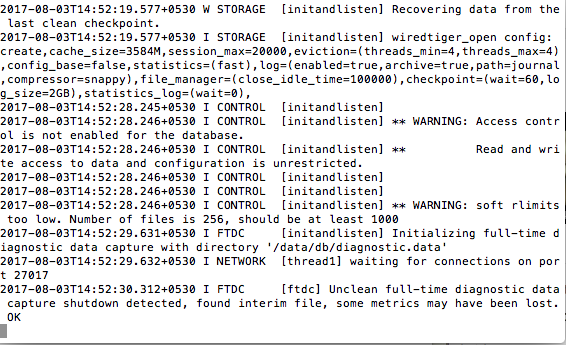 2017-08-03T14:52:19.577+0530 W STORAGE  [initandlisten] Recovering data from the
 last clean checkpoint.
2017-08-03T14:52:19.577+0530 I STORAGE  [initandlisten] wiredtiger_open config:
create,cache_size=3584M,session_max=20000,eviction=(threads_min=4,threads_max=4)
,config_base=false,statistics=(fast),log=(enabled=true,archive=true,path=journal
,compressor=snappy),file_manager=(close_idle_time=100000),checkpoint=(wait=60,lo
g_size=2GB),statistics_log=(wait=0),
2017-08-03T14:52:28.245+0530 I CONTROL  [initandlisten]
2017-08-03T14:52:28.246+0530 I CONTROL  [initandlisten] ** WARNING: Access contr
ol is not enabled for the database.
2017-08-03T14:52:28.246+0530 I CONTROL  [initandlisten] **          Read and wri
te access to data and configuration is unrestricted.
2017-08-03T14:52:28.246+0530 I CONTROL  [initandlisten]
2017-08-03T14:52:28.246+0530 I CONTROL  [initandlisten]
2017-08-03T14:52:28.246+0530 I CONTROL  [initandlisten] ** WARNING: soft rlimits
 too low. Number of files is 256, should be at least 1000
2017-08-03T14:52:29.631+0530 I FTDC     [initandlisten] Initializing full-time d
iagnostic data capture with directory '/data/db/diagnostic.data'
2017-08-03T14:52:29.632+0530 I NETWORK  [thread1] waiting for connections on por
t 27017
2017-08-03T14:52:30.312+0530 I FTDC     [ftdc] Unclean full-time diagnostic data
 capture shutdown detected, found interim file, some metrics may have been lost.
 OK